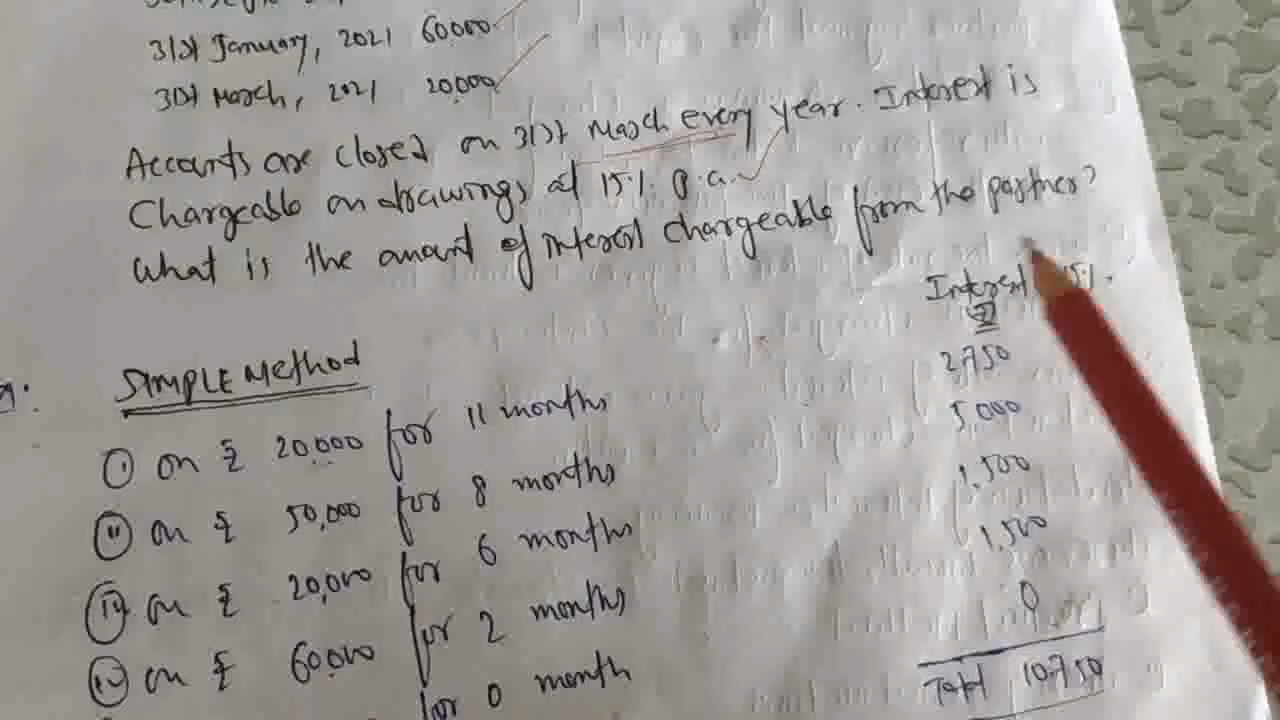 31st January, 2021 60000
31st March, 2021 20,000
Accounts are closed on 31st March every year. Interest is
Chargeable on drawings at 15% p.a.
What is the amount of interest chargeable from the partner?
Interest 15%.
₹
SIMPLE Method
(i) on ₹ 20,000 for 11 months 2750
(ii) on ₹ 50,000 for 8 months 5,000
(iii) on ₹ 20,000 for 6 months 1,500
(iv) on ₹ 60,000 for 2 months 1,500
for 0 month 0
Total 10,750